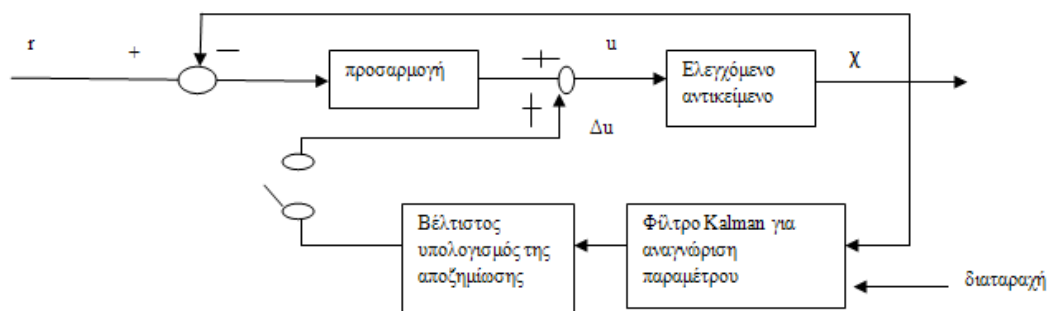 r
+
—
προσαρμογή
+
+
u
Δu
Ελεγχόμενο
αντικείμενο
χ
Βέλτιστος
υπολογισμός της
αποζημίωσης
Φίλτρο Kalman για
αναγνώριση
παραμέτρου
διαταραχή